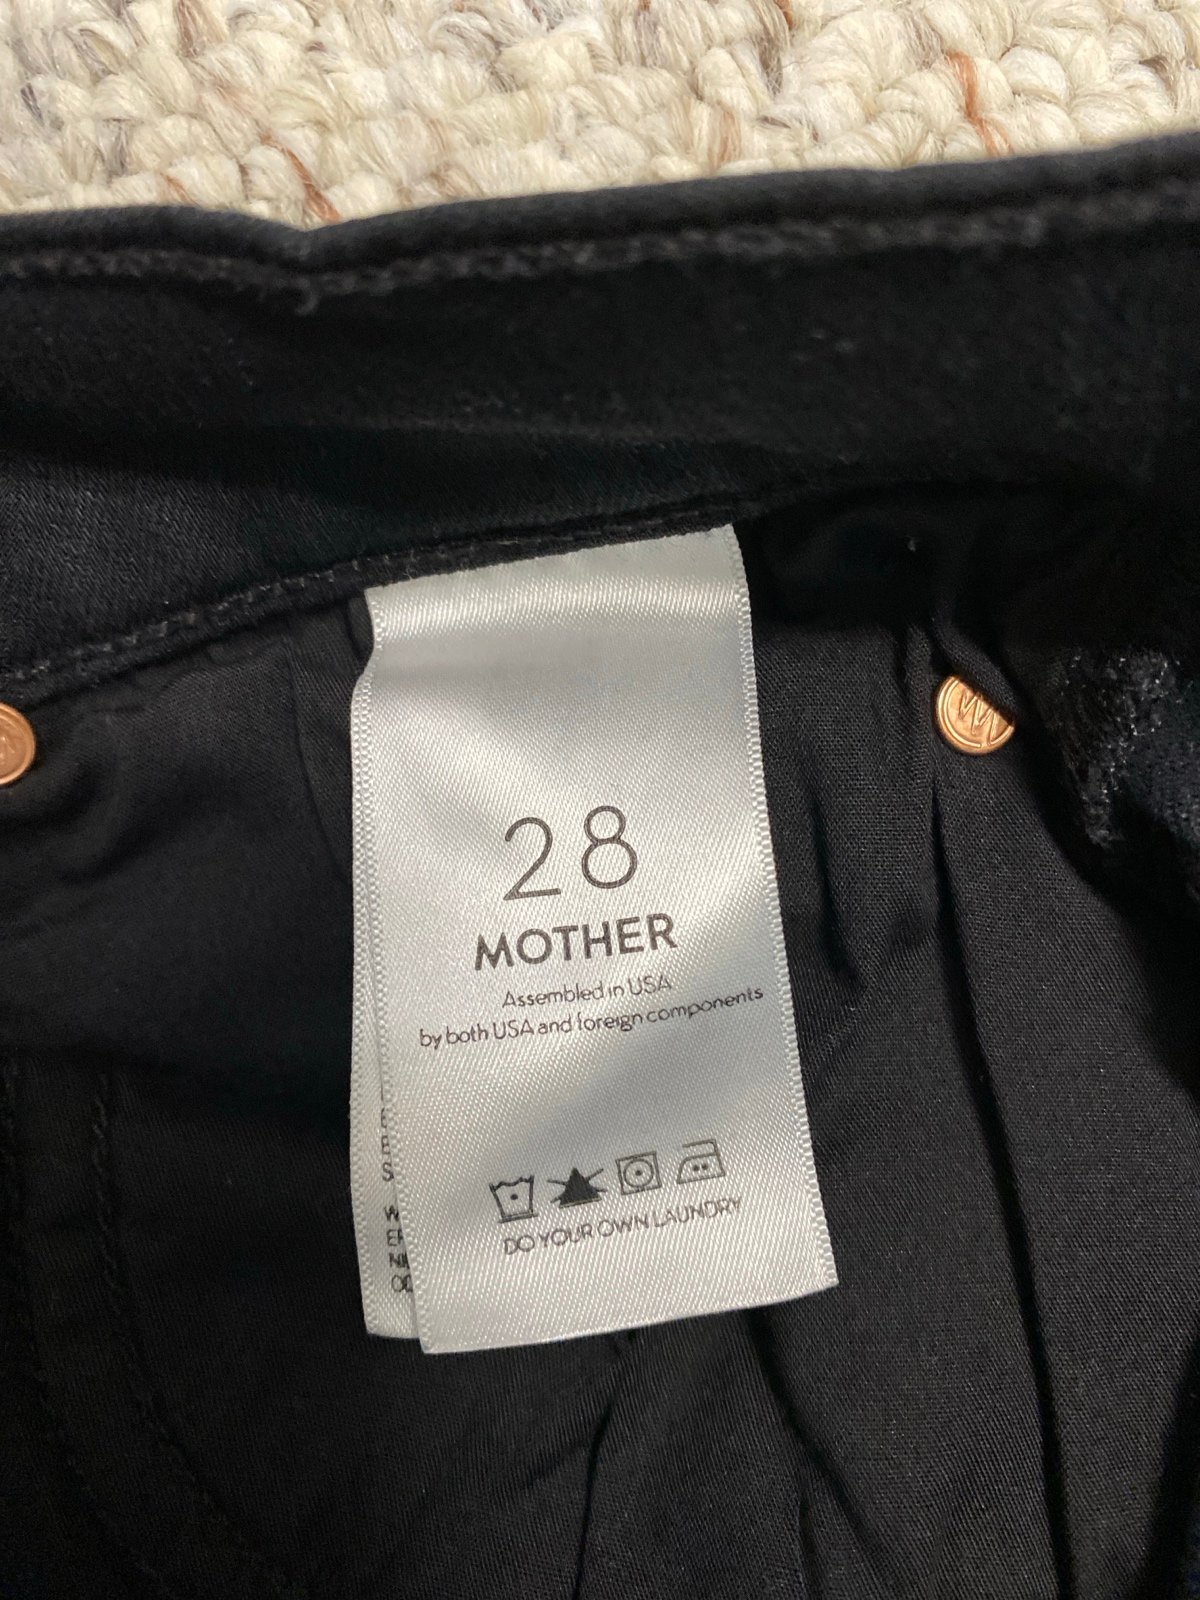 28
MOTHER
Assembled in USA
by both USA and foreign components
DO YOUR OWN LAUNDRY